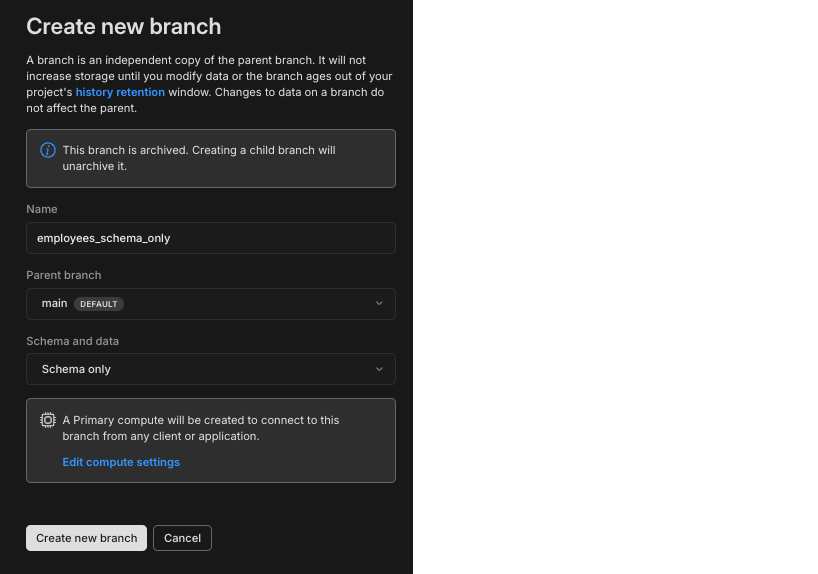 Create new branch
A branch is an independent copy of the parent branch. It will not
increase storage until you modify data or the branch ages out of your
project's history retention window. Changes to data on a branch do
not affect the parent.
This branch is archived. Creating a child branch will
unarchive it.
Name
employees_schema_only
Parent branch
main DEFAULT
Schema and data
Schema only
A Primary compute will be created to connect to this
branch from any client or application.
Edit compute settings
Create new branch Cancel